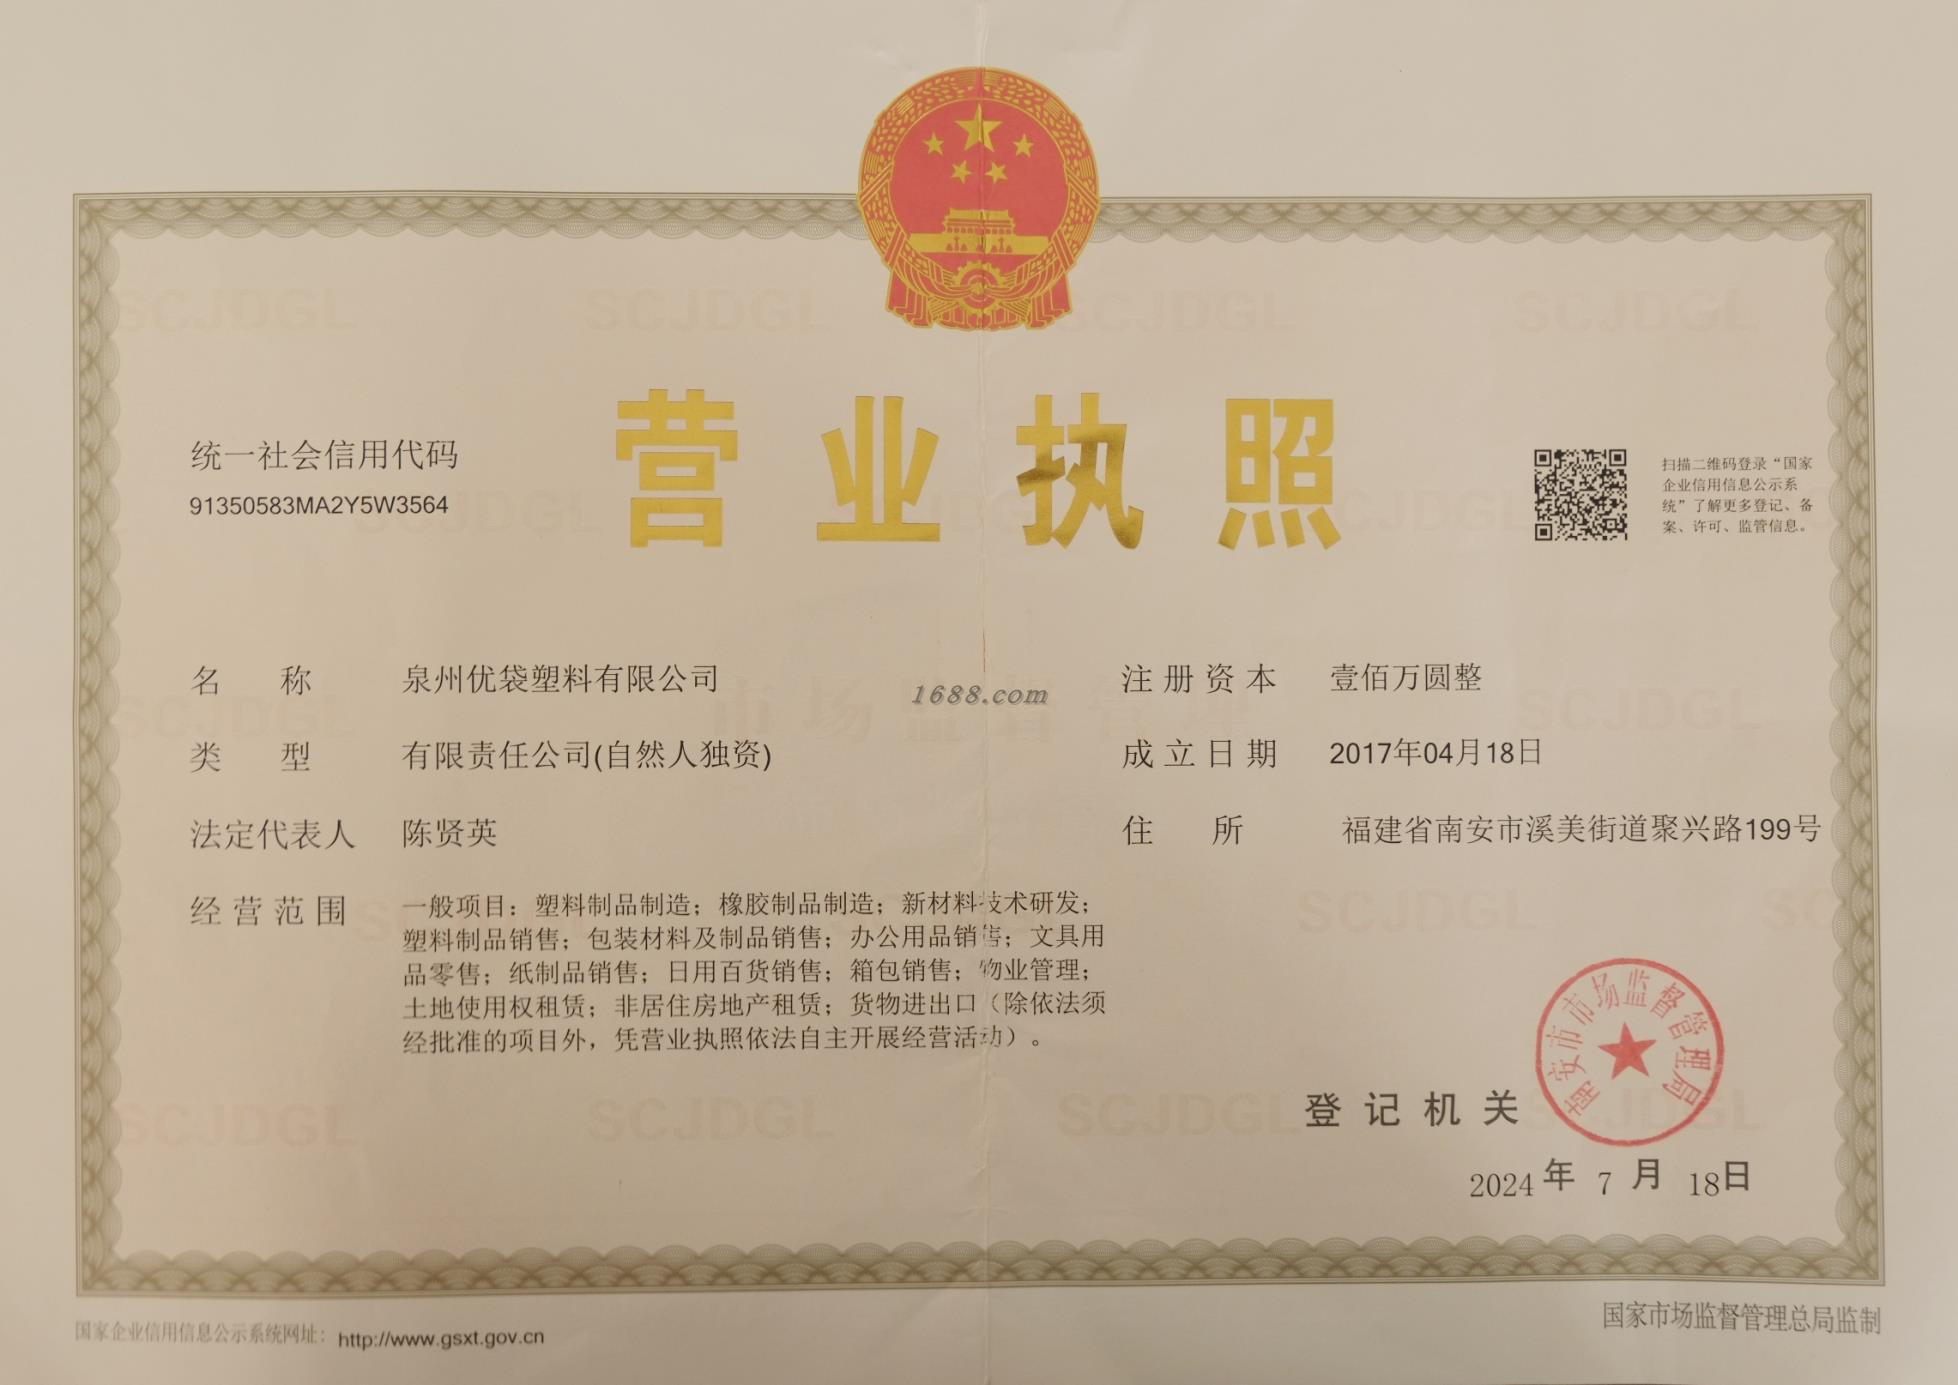 营业执照
统一社会信用代码
91350583MA2Y5W3564
扫描二维码登录“国家
企业信用信息公示系
统”了解更多登记、备
案、许可、监管信息。
名称 泉州优袋塑料有限公司
类型 有限责任公司(自然人独资)
法定代表人 陈贤英
经营范围 一般项目：塑料制品制造；橡胶制品制造；新材料技术研发；
塑料制品销售；包装材料及制品销售；办公用品销售；文具用
品零售；纸制品销售；日用百货销售；箱包销售；物业管理；
土地使用权租赁；非居住房地产租赁；货物进出口（除依法须
经批准的项目外，凭营业执照依法自主开展经营活动）。
1688.com
注册资本 壹佰万圆整
成立日期 2017年04月18日
住所 福建省南安市溪美街道聚兴路199号
南安市市场监督管理局
登记机关
2024年7月18日
国家企业信用信息公示系统网址：http://www.gsxt.gov.cn
国家市场监督管理总局监制
SCJDGL
市场监督管理